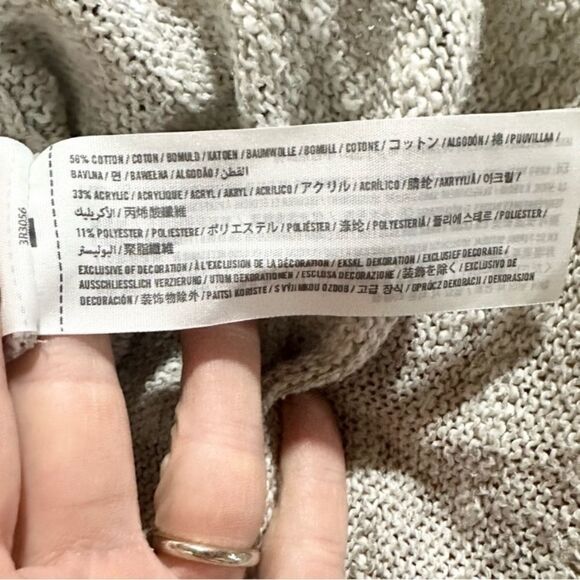 56% COTTON / COTON / BOMULD / KATOEN / BAUMWOLLE / BOMULL / COTONE / コットン / ALGODÓN / 棉 / PUUVILLAA /
BAVLNA / 면 / BAWEŁNA / ALGODÃO / القطن
33% ACRYLIC / ACRYLIQUE / ACRYL / AKRYL / ACRILICO / アクリル / ACRÍLICO / 腈纶 / AKRYYLIÄ / 아크릴 /
الأكريليك / 丙烯酸纖維
11% POLYESTER / POLIESTERE / ポリエステル / POLIÉSTER / 涤纶 / POLYESTERIÄ / 폴리에스테르 / POLIESTER /
البوليستر / 聚脂纖維
EXCLUSIVE OF DECORATION / À L'EXCLUSION DE LA DÉCORATION / EKSKL. DEKORATION / EXCLUSIEF DECORATIE /
AUSSCHLIESSLICH VERZIERUNG / UTOM DEKORATIONEN / ESCLUSA DECORAZIONE / 装飾を除く / EXCLUSIVO DE
DECORACIÓN / 装饰物除外 / PAITSI KORISTE / S VÝJIMKOU OZDOB / 고급 장식 / OPRÓCZ DEKORACJI / DEKORASION
3R3056